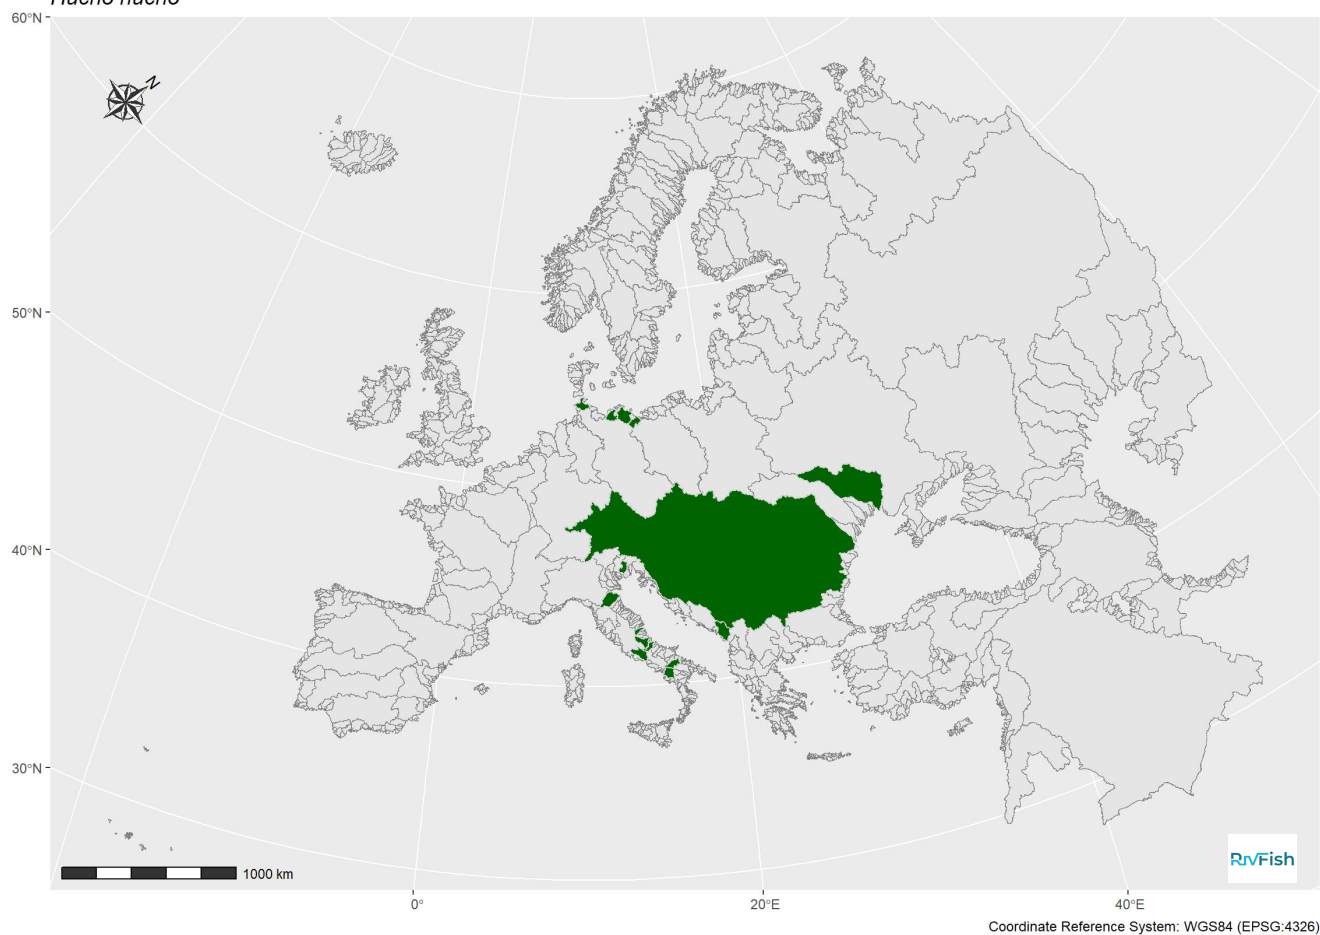 Hucho hucho
60°N
N
50°N
40°N
30°N
1000 km
RivFish
0°
20°E
40°E
Coordinate Reference System: WGS84 (EPSG:4326)